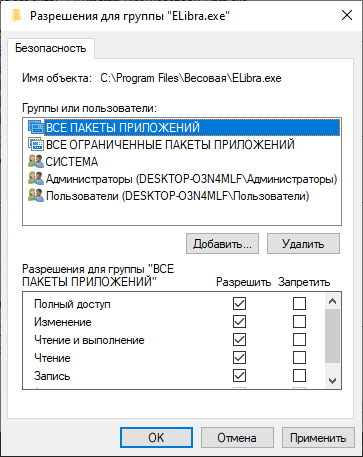 Разрешения для группы "ELibra.exe"
Безопасность
Имя объекта: C:\Program Files\Весовая\ELibra.exe
Группы или пользователи:
ВСЕ ПАКЕТЫ ПРИЛОЖЕНИЙ
ВСЕ ОГРАНИЧЕННЫЕ ПАКЕТЫ ПРИЛОЖЕНИЙ
СИСТЕМА
Администраторы (DESKTOP-O3N4MLF\Администраторы)
Пользователи (DESKTOP-O3N4MLF\Пользователи)
Добавить... Удалить
Разрешения для группы "ВСЕ
ПАКЕТЫ ПРИЛОЖЕНИЙ" Разрешить Запретить
Полный доступ
Изменение
Чтение и выполнение
Чтение
Запись
OK Отмена Применить